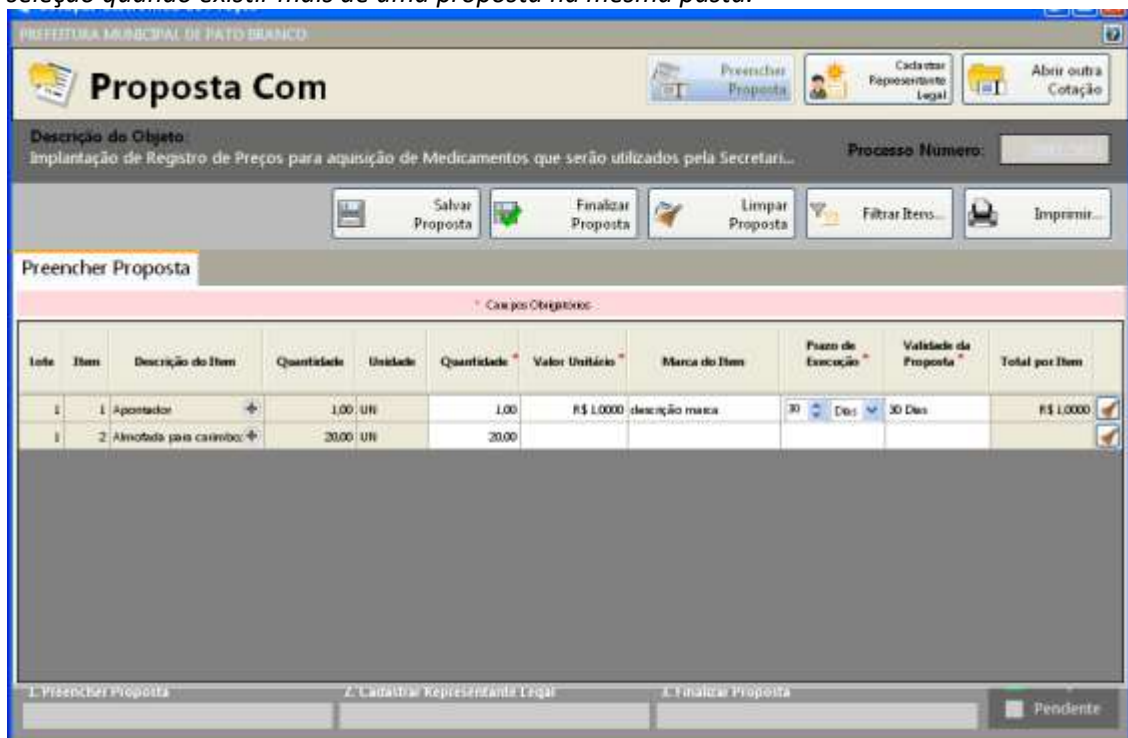 seleção quando existir mais de uma proposta na mesma pasta.
PREFEITURA MUNICIPAL DE PATO BRANCO
Proposta Com
Preencher
Proposta
Cadastrar
Representante
Legal
Abrir outra
Cotação
Descrição do Objeto:
Implantação de Registro de Preços para aquisição de Medicamentos que serão utilizados pela Secretari...
Processo Numero:
Salvar
Proposta
Finalizar
Proposta
Limpar
Proposta
Filtrar Itens...
Imprimir...
Preencher Proposta
* Campos Obrigatórios
Lote Item Descrição do Item Quantidade Unidade Quantidade * Valor Unitário * Marca do Item Prazo de Execução * Validade da Proposta * Total por Item
1 1 Apontador + 1,00 UN 1,00 R$ 1,0000 descrição marca 30 Dias 30 Dias R$ 1,0000
1 2 Almofada para carimbo: + 20,00 UN 20,00
1. Preencher Proposta 2. Cadastrar Representante Legal 3. Finalizar Proposta
Pendente